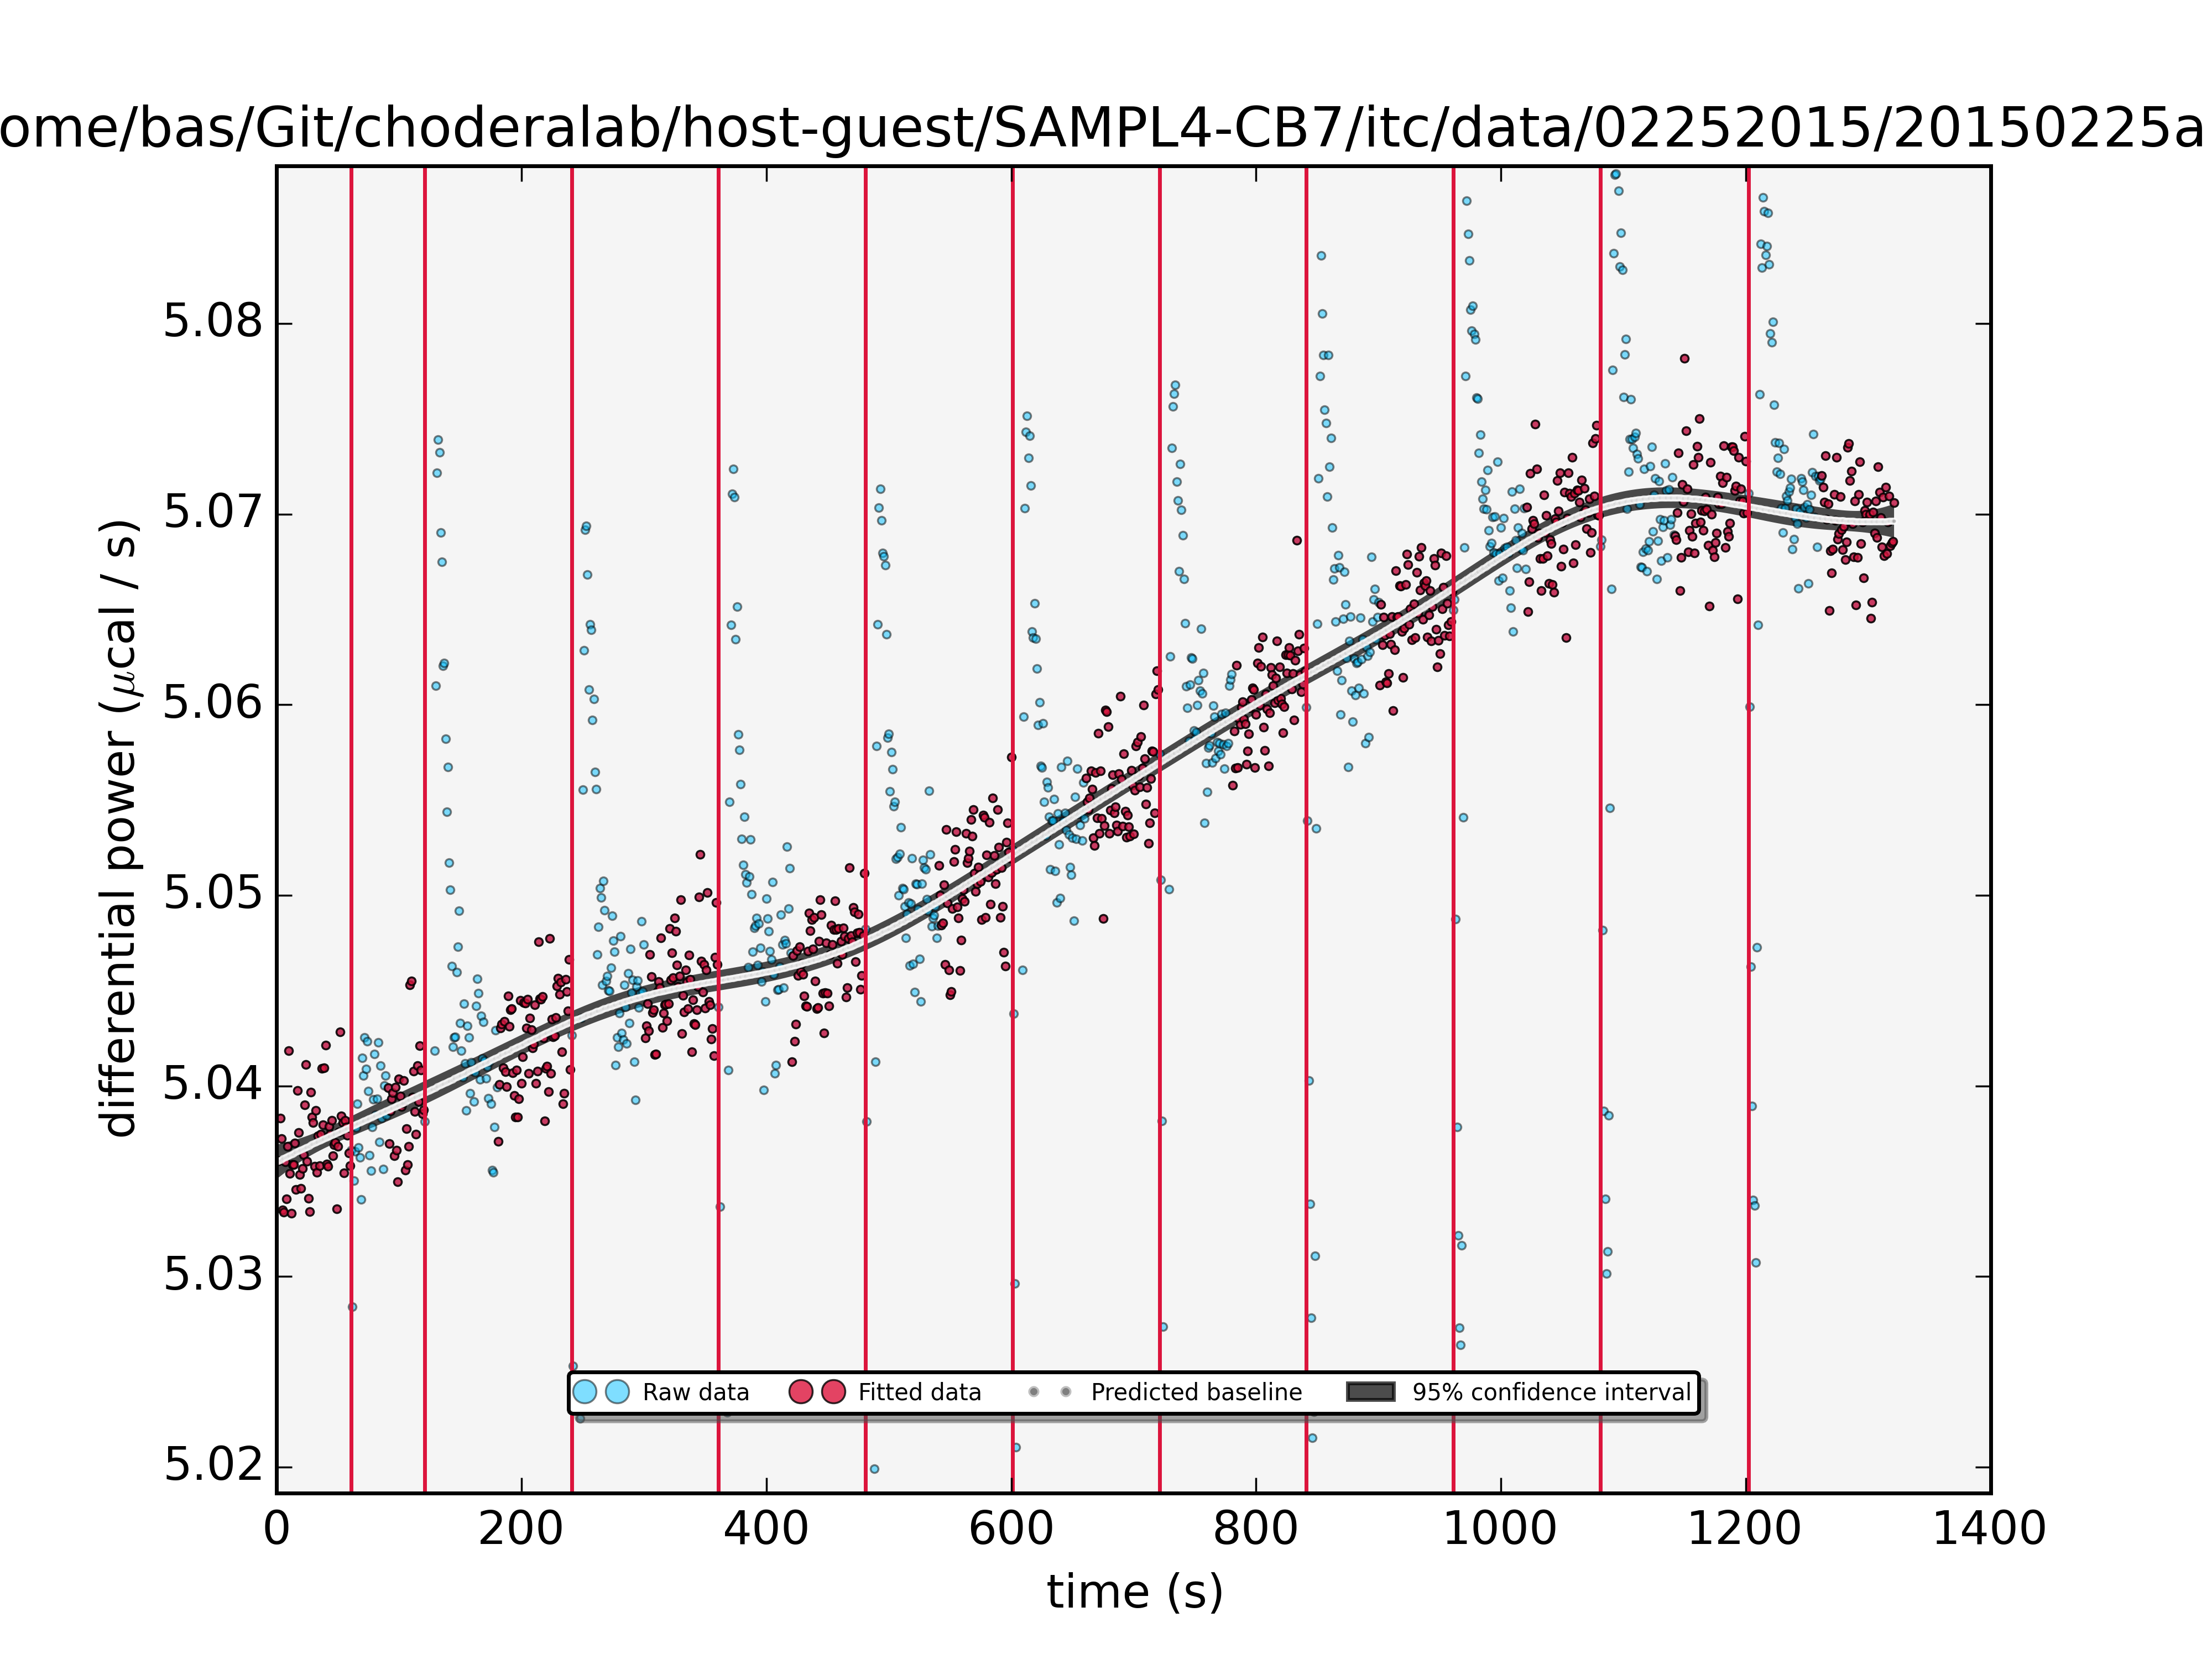 ome/bas/Git/choderalab/host-guest/SAMPL4-CB7/itc/data/02252015/20150225a
differential power (μcal / s)
5.08
5.07
5.06
5.05
5.04
5.03
5.02
Raw data Fitted data Predicted baseline 95% confidence interval
0 200 400 600 800 1000 1200 1400
time (s)